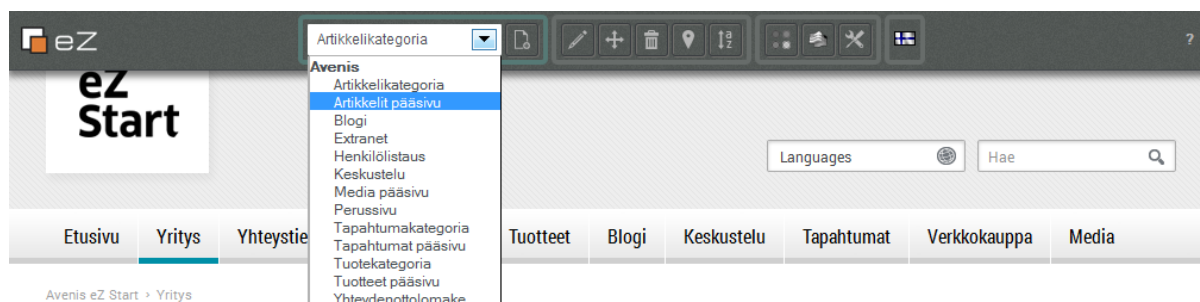 eZ
Artikkelikategoria
?
Avenis
Artikkelikategoria
Artikkelit pääsivu
Blogi
Extranet
Henkilölistaus
Keskustelu
Media pääsivu
Perussivu
Tapahtumakategoria
Tapahtumat pääsivu
Tuotekategoria
Tuotteet pääsivu
Yhteydenottolomake
eZ
Start
Languages
Hae
Etusivu Yritys Yhteystie Tuotteet Blogi Keskustelu Tapahtumat Verkkokauppa Media
Avenis eZ Start › Yritys